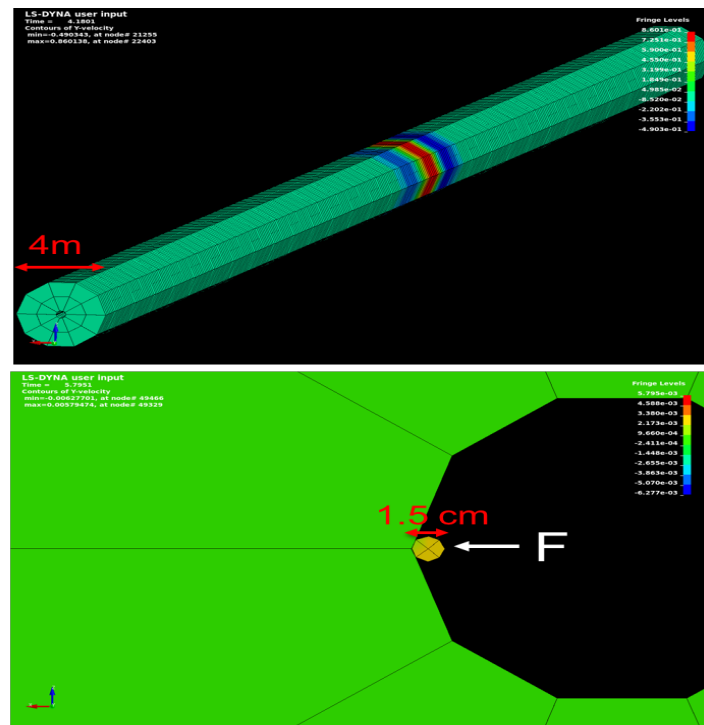 LS-DYNA user input
Time = 4.1801
Contours of Y-velocity
min=-0.490343, at node# 21255
max=0.860138, at node# 22403
Fringe Levels
8.601e-01
7.251e-01
5.900e-01
4.550e-01
3.199e-01
1.849e-01
4.985e-02
-8.520e-02
-2.202e-01
-3.553e-01
-4.903e-01
4m
LS-DYNA user input
Time = 5.7951
Contours of Y-velocity
min=-0.00627701, at node# 49466
max=0.00579474, at node# 49329
Fringe Levels
5.795e-03
4.588e-03
3.380e-03
2.173e-03
9.660e-04
-2.411e-04
-1.448e-03
-2.655e-03
-3.863e-03
-5.070e-03
-6.277e-03
1.5 cm
F